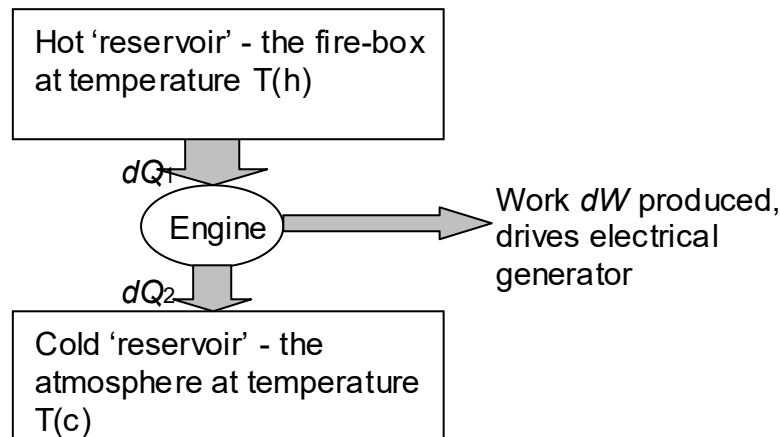 Hot ‘reservoir’ - the fire-box
at temperature T(h)
dQ1
Engine
Work dW produced,
drives electrical
generator
dQ2
Cold ‘reservoir’ - the
atmosphere at temperature
T(c)